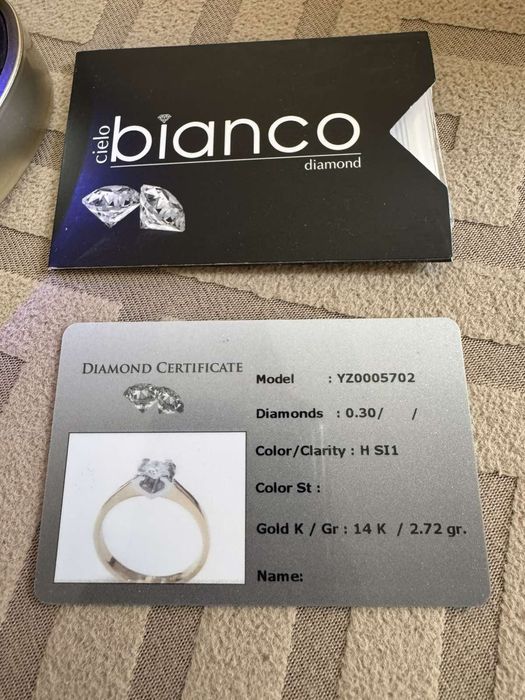 cielo
bianco
diamond
DIAMOND CERTIFICATE
Model : YZ0005702
Diamonds : 0.30/ /
Color/Clarity : H SI1
Color St :
Gold K / Gr : 14 K / 2.72 gr.
Name: